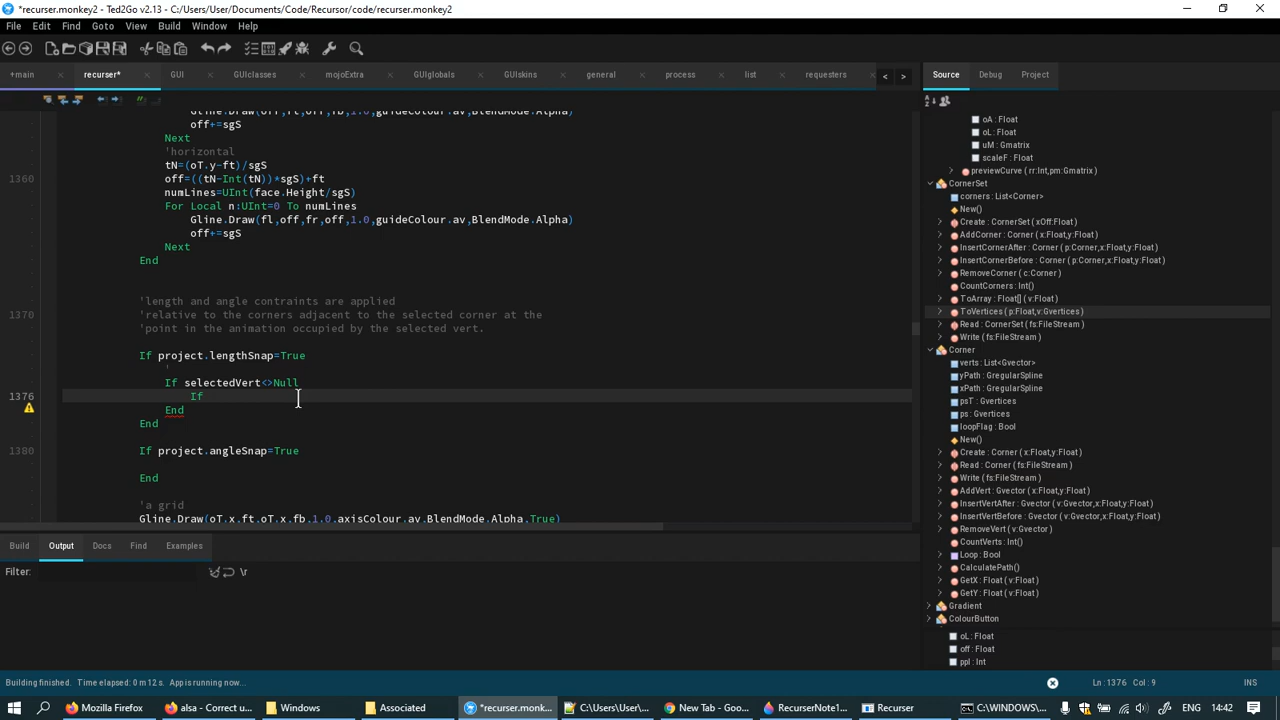 *recurser.monkey2 - Ted2Go v2.13 - C:/Users/User/Documents/Code/Recursor/code/recurser.monkey2
File Edit Find Goto View Build Window Help
+main recurser* GUI GUIclasses mojoExtra GUIglobals GUIskins general process list requesters < > Source Debug Project
Gline.Draw(off,ft,off,fb,1.0,guideColour.av,BlendMode.Alpha)
off+=sgS
Next
'horizontal
tN=(oT.y-ft)/sgS
1360 off=((tN-Int(tN))*sgS)+ft
numLines=UInt(face.Height/sgS)
For Local n:UInt=0 To numLines
Gline.Draw(fl,off,fr,off,1.0,guideColour.av,BlendMode.Alpha)
off+=sgS
Next
End
'length and angle contraints are applied
1370 'relative to the corners adjacent to the selected corner at the
'point in the animation occupied by the selected vert.
If project.lengthSnap=True
'
If selectedVert<>Null
1376 If
End
End
1380 If project.angleSnap=True
End
'a grid
Gline.Draw(oT.x,ft,oT.x,fb,1.0,axisColour.av,BlendMode.Alpha,True)
oA : Float
oL : Float
uM : Gmatrix
scaleF : Float
previewCurve ( rr:Int,pm:Gmatrix )
CornerSet
corners : List<Corner>
New()
Create : CornerSet ( xOff:Float )
AddCorner : Corner ( x:Float,y:Float )
InsertCornerAfter : Corner ( p:Corner,x:Float,y:Float )
InsertCornerBefore : Corner ( p:Corner,x:Float,y:Float )
RemoveCorner ( c:Corner )
CountCorners : Int()
ToArray : Float[] ( v:Float )
ToVertices ( p:Float,v:Gvertices )
Read : CornerSet ( fs:FileStream )
Write ( fs:FileStream )
Corner
verts : List<Gvector>
yPath : GregularSpline
xPath : GregularSpline
psT : Gvertices
ps : Gvertices
loopFlag : Bool
New()
Create : Corner ( x:Float,y:Float )
Read : Corner ( fs:FileStream )
Write ( fs:FileStream )
AddVert : Gvector ( x:Float,y:Float )
InsertVertAfter : Gvector ( v:Gvector,x:Float,y:Float )
InsertVertBefore : Gvector ( v:Gvector,x:Float,y:Float )
RemoveVert ( v:Gvector )
CountVerts : Int()
Loop : Bool
CalculatePath()
GetX : Float ( v:Float )
GetY : Float ( v:Float )
Gradient
ColourButton
oL : Float
off : Float
ppl : Int
Build Output Docs Find Examples
Filter: \r
Building finished. Time elapsed: 0 m 12 s. App is running now... Ln : 1376 Col : 9 INS
Mozilla Firefox alsa - Correct u... Windows Associated *recurser.monk... C:\Users\User\... New Tab - Goo... RecurserNote1... Recurser C:\WINDOWS\... ENG 14:42